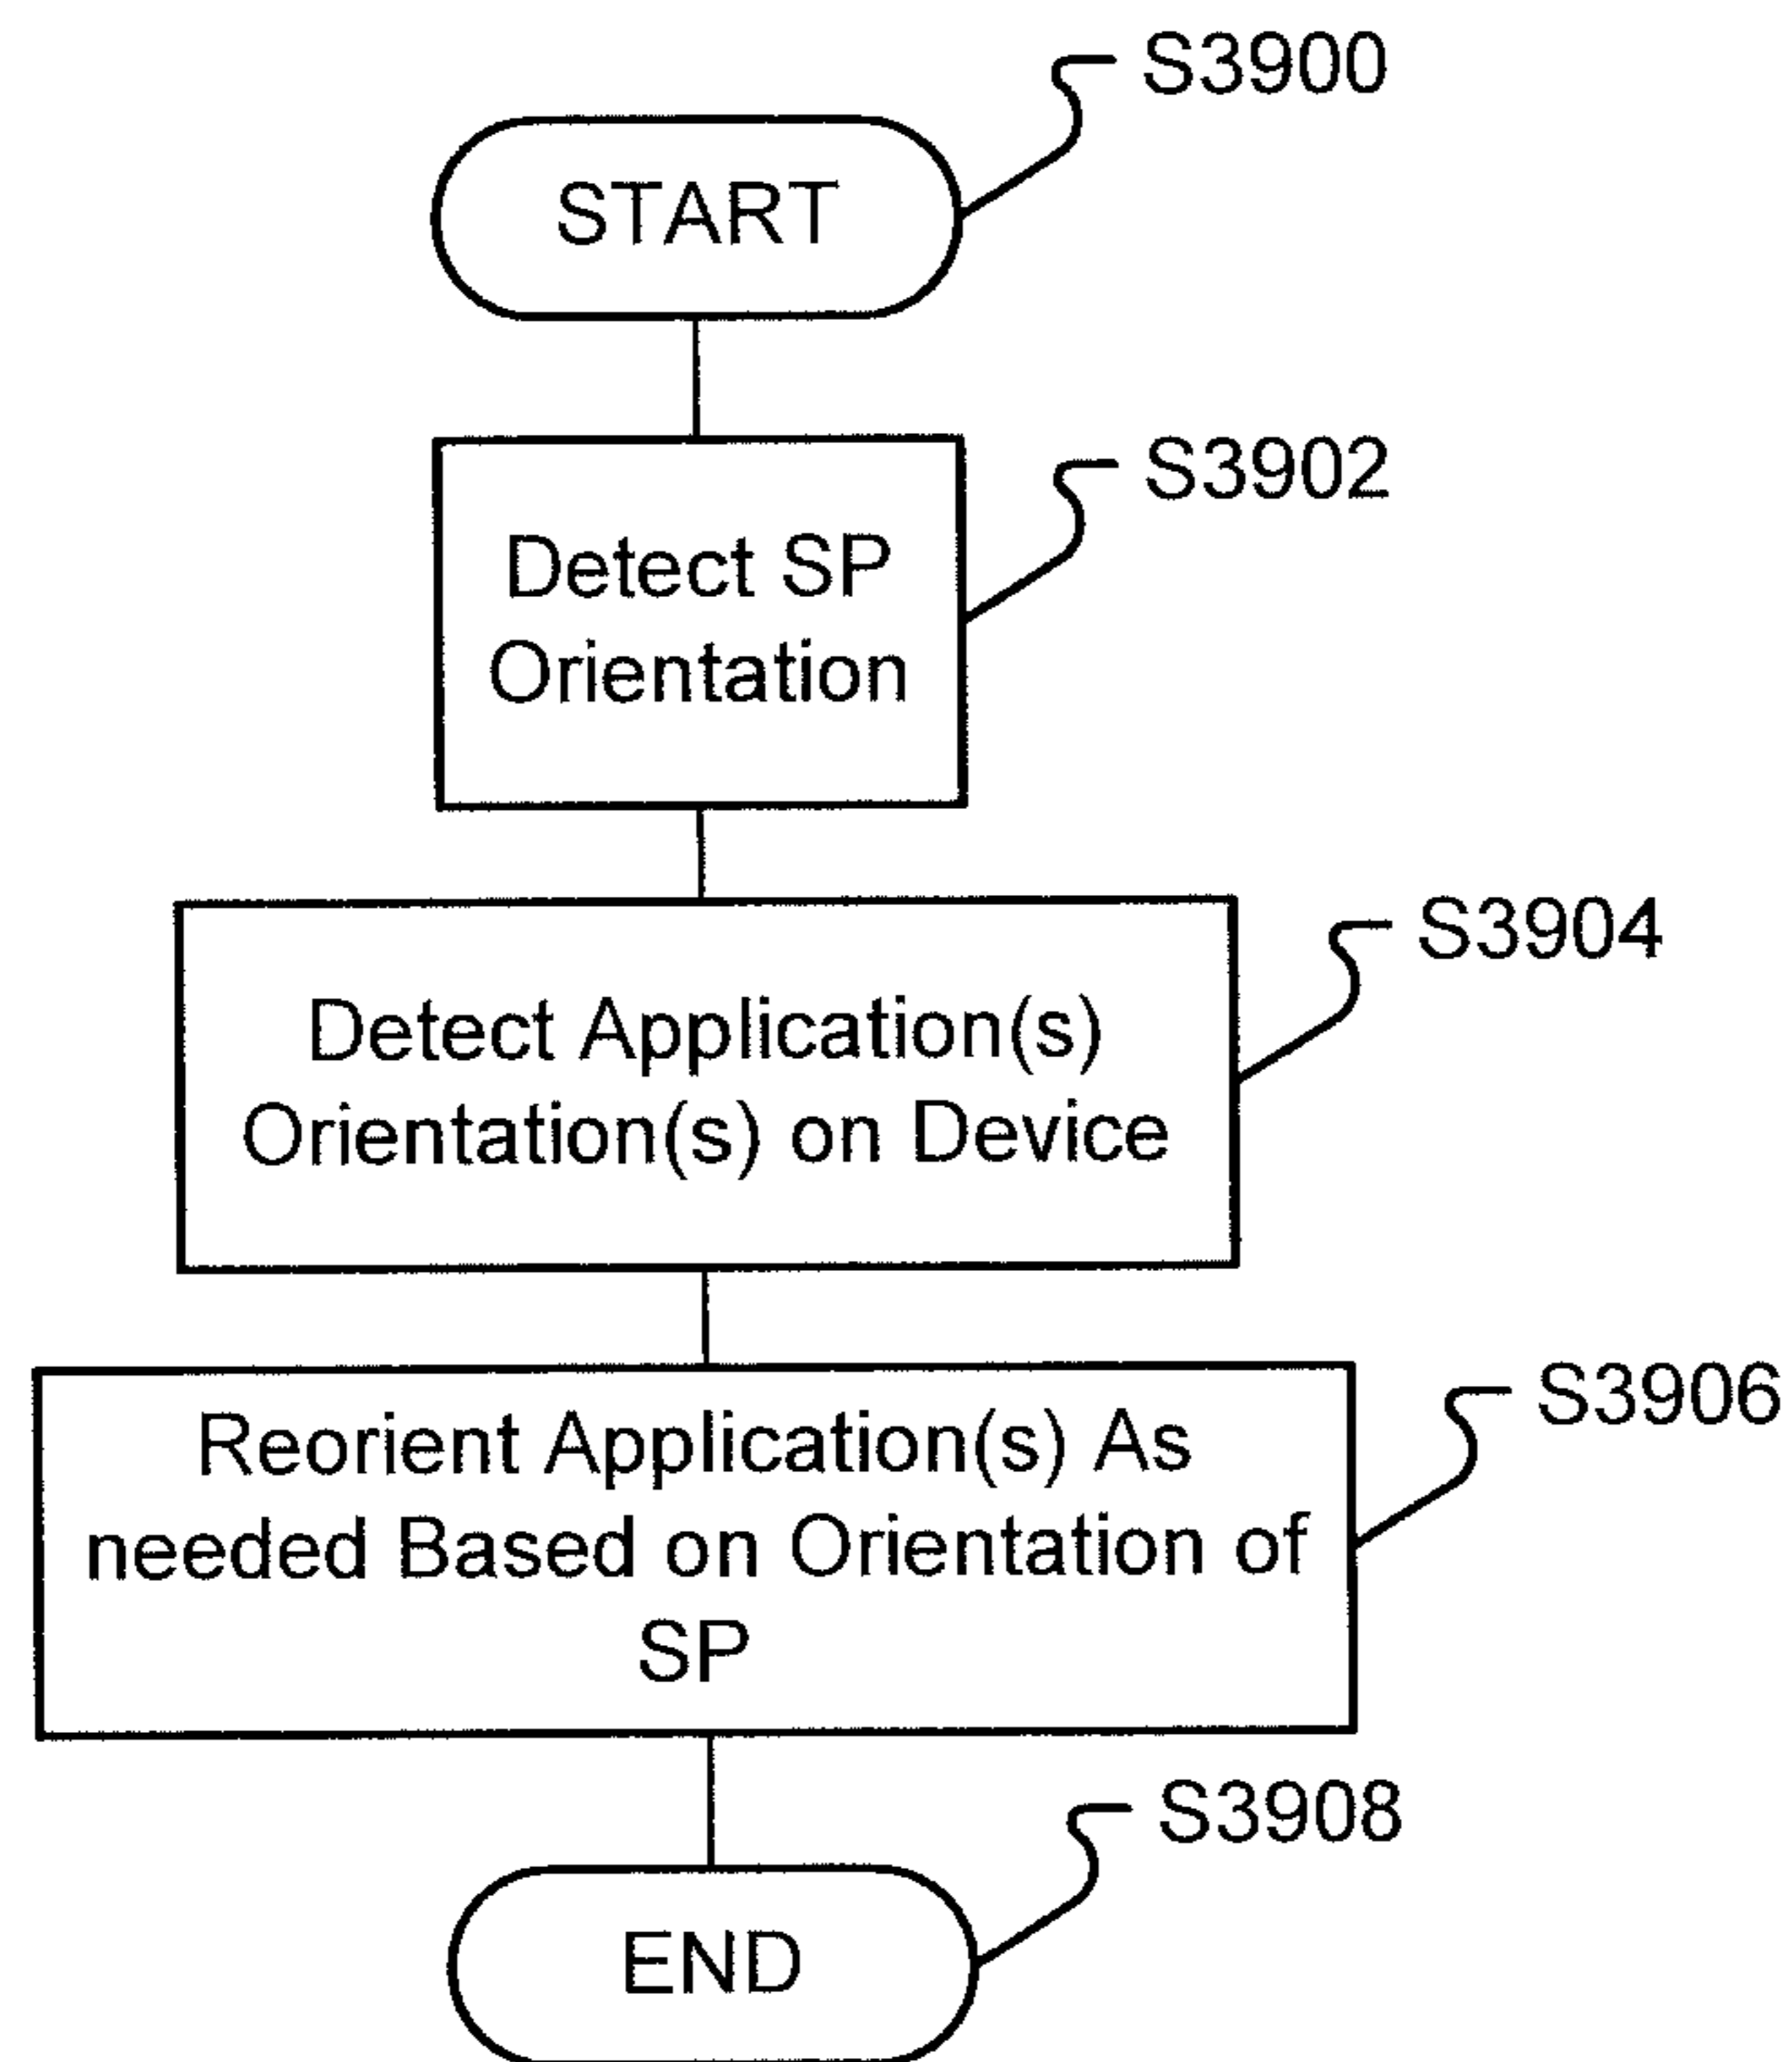 S3900
START
S3902
Detect SP
Orientation
S3904
Detect Application(s)
Orientation(s) on Device
S3906
Reorient Application(s) As
needed Based on Orientation of
SP
S3908
END